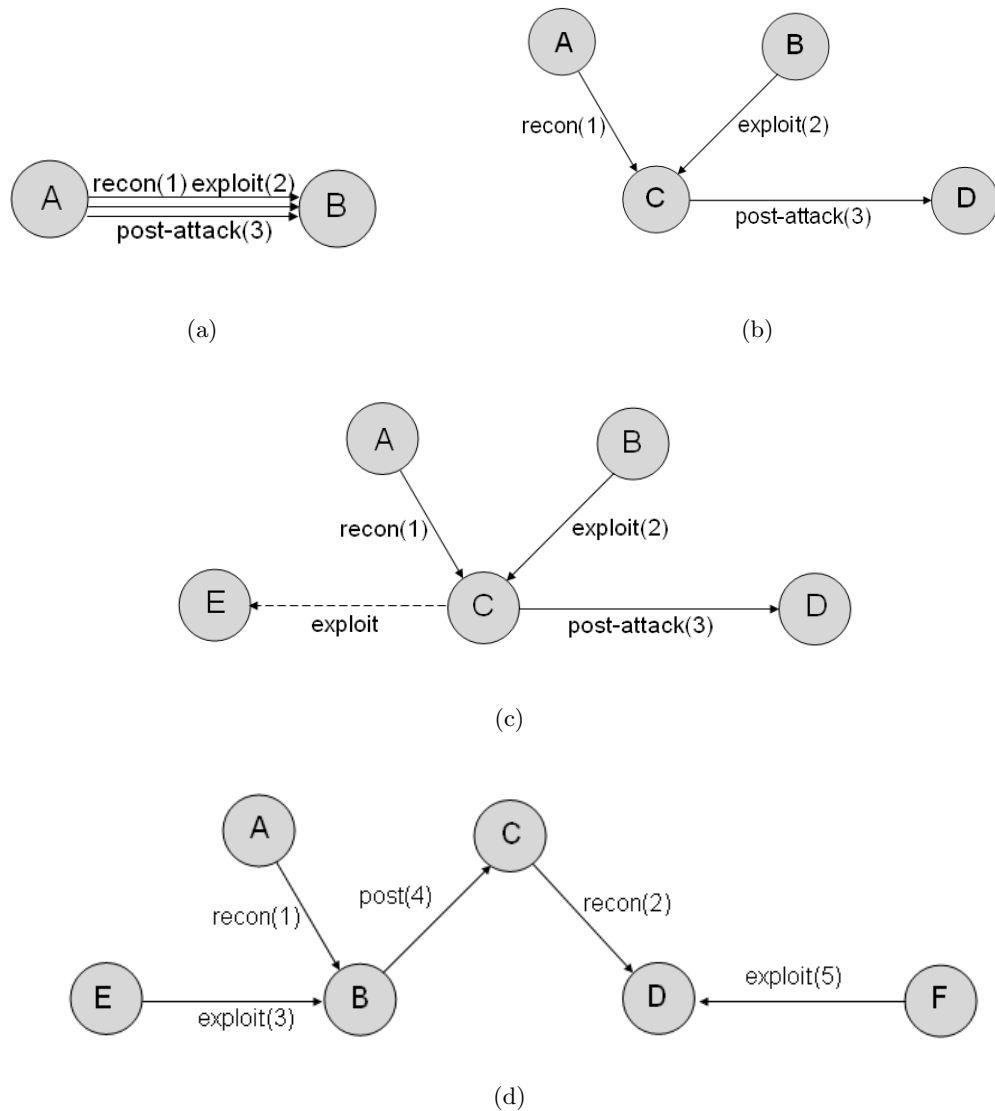 A
B
recon(1)
exploit(2)
C
post-attack(3)
D
A
recon(1) exploit(2)
B
post-attack(3)
(a)
(b)
A
B
recon(1)
exploit(2)
E
C
D
exploit
post-attack(3)
(c)
A
C
post(4)
recon(2)
recon(1)
E
B
D
exploit(5)
F
exploit(3)
(d)